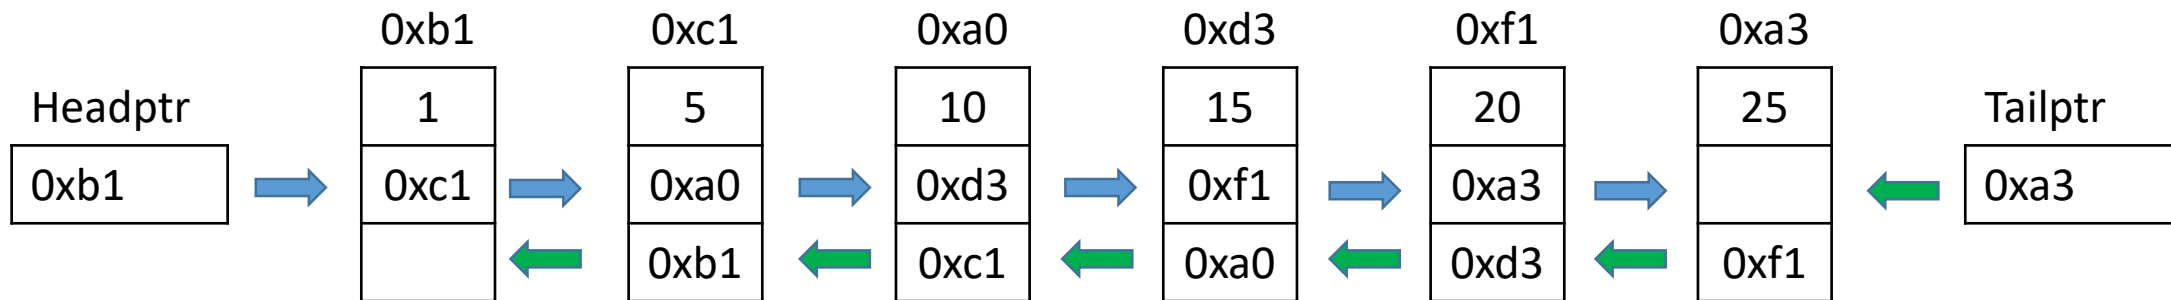 0xb1 0xc1 0xa0 0xd3 0xf1 0xa3
Headptr 1 5 10 15 20 25 Tailptr
0xb1 0xc1 0xa0 0xd3 0xf1 0xa3 0xa3
0xb1 0xc1 0xa0 0xd3 0xf1